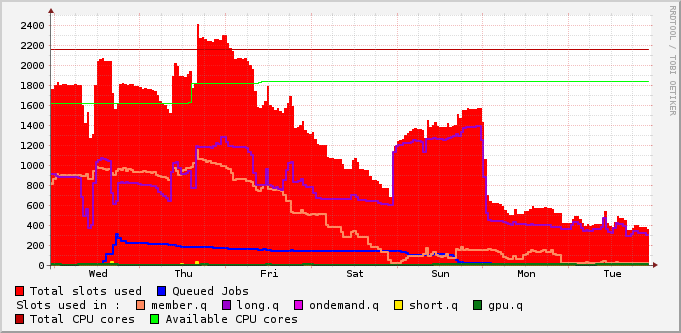 RRDTOOL / TOBI OETIKER
2400
2200
2000
1800
1600
1400
1200
1000
800
600
400
200
0
Wed Thu Fri Sat Sun Mon Tue
Total slots used Queued Jobs
Slots used in : member.q long.q ondemand.q short.q gpu.q
Total CPU cores Available CPU cores